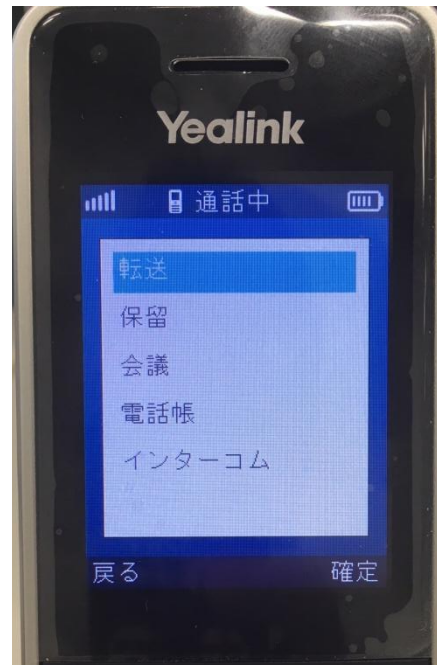 Yealink
通話中
転送
保留
会議
電話帳
インターコム
戻る 確定